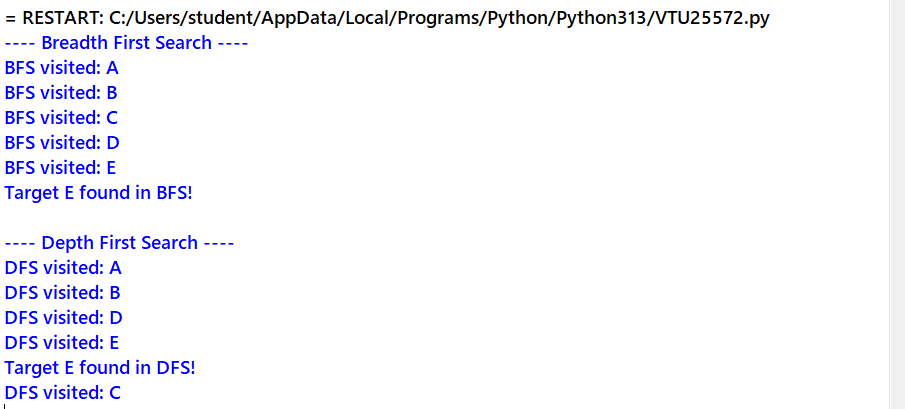 = RESTART: C:/Users/student/AppData/Local/Programs/Python/Python313/VTU25572.py
---- Breadth First Search ----
BFS visited: A
BFS visited: B
BFS visited: C
BFS visited: D
BFS visited: E
Target E found in BFS!

---- Depth First Search ----
DFS visited: A
DFS visited: B
DFS visited: D
DFS visited: E
Target E found in DFS!
DFS visited: C